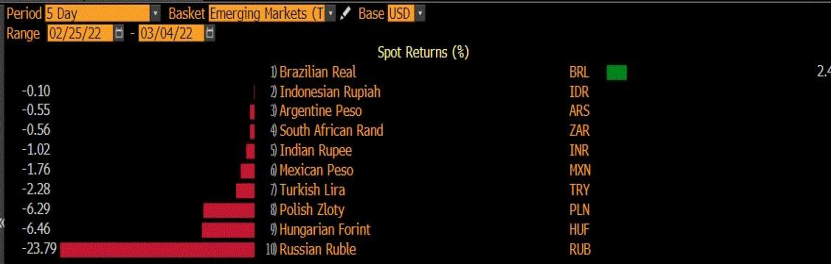 Period 5 Day Basket Emerging Markets (T Base USD
Range 02/25/22 - 03/04/22
Spot Returns (%)
1) Brazilian Real BRL 2.4
-0.10 2) Indonesian Rupiah IDR
-0.55 3) Argentine Peso ARS
-0.56 4) South African Rand ZAR
-1.02 5) Indian Rupee INR
-1.76 6) Mexican Peso MXN
-2.28 7) Turkish Lira TRY
-6.29 8) Polish Zloty PLN
-6.46 9) Hungarian Forint HUF
-23.79 10) Russian Ruble RUB